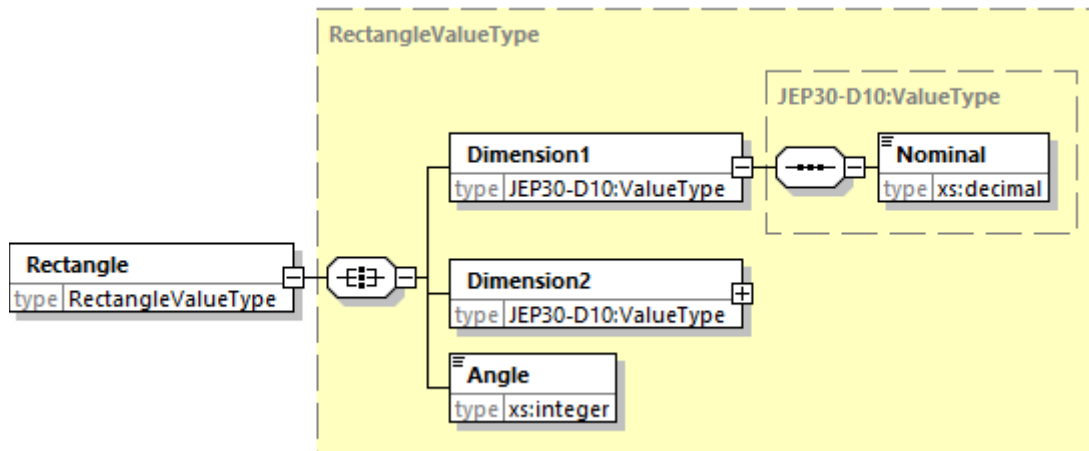 RectangleValueType
JEP30-D10:ValueType
Dimension1
type JEP30-D10:ValueType
Nominal
type xs:decimal
Rectangle
type RectangleValueType
Dimension2
type JEP30-D10:ValueType
Angle
type xs:integer